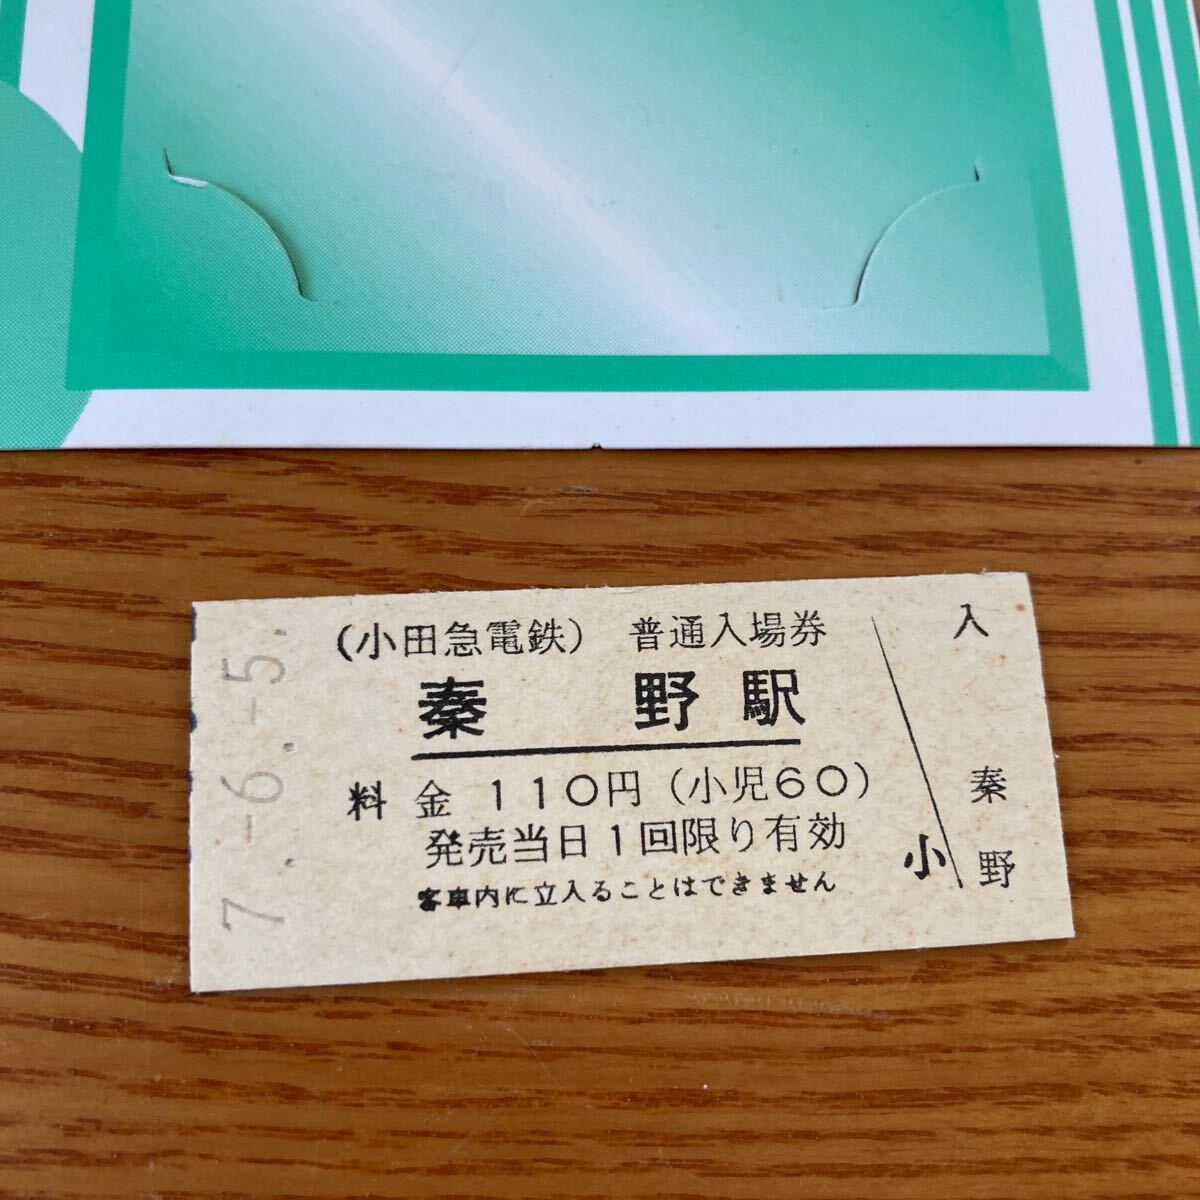 (小田急電鉄) 普通入場券
秦野駅
料金 110円(小児60)
発売当日1回限り有効
客車内に立入ることはできません
7.-6.-5.
入
小
秦野